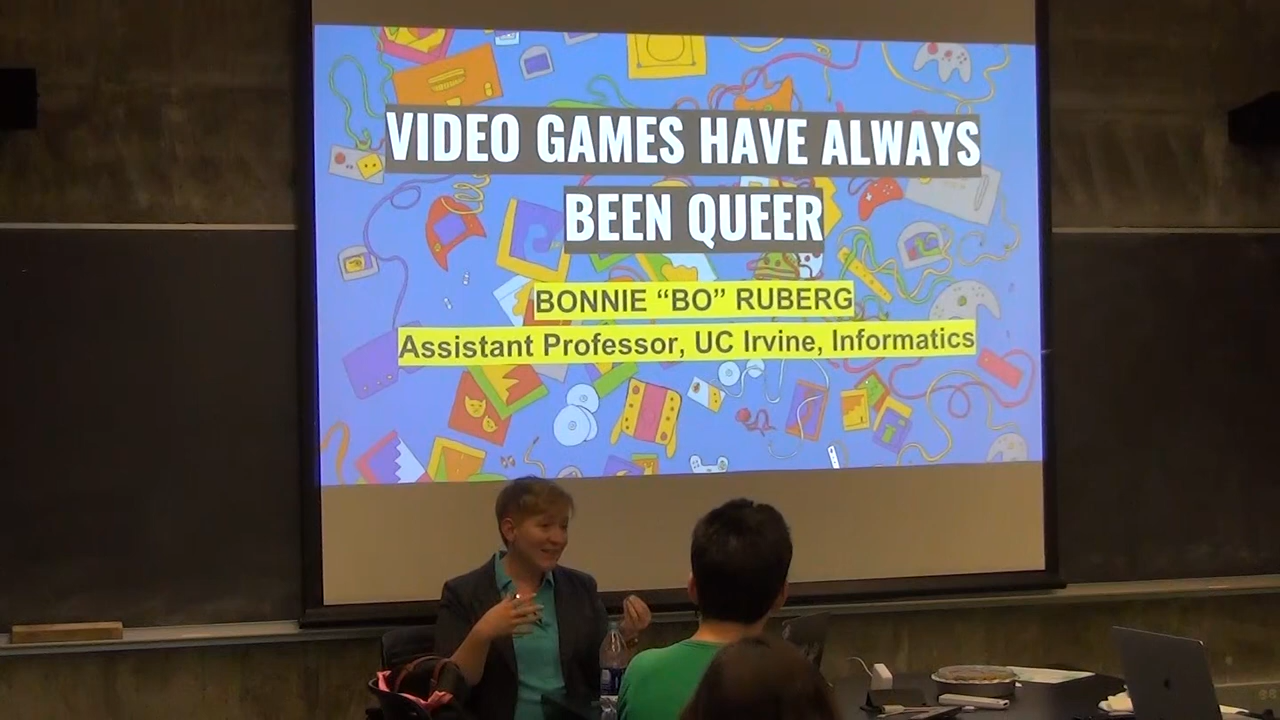 VIDEO GAMES HAVE ALWAYS
BEEN QUEER
BONNIE “BO” RUBERG
Assistant Professor, UC Irvine, Informatics